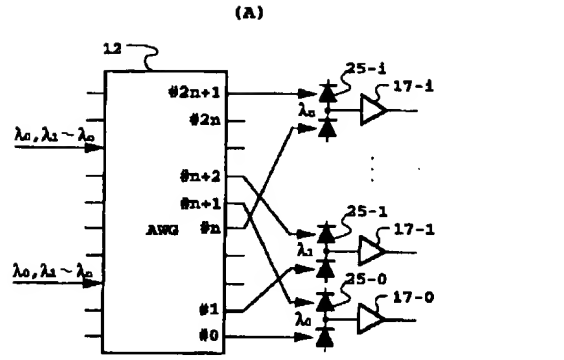 (A)
12
25-i
17-i
#2n+1
λn
#2n
λ0,λ1~λn
#n+2
#n+1
AWG
#n
25-1
17-1
λ1
25-0
λ0,λ1~λn
#1
λ0
17-0
#0